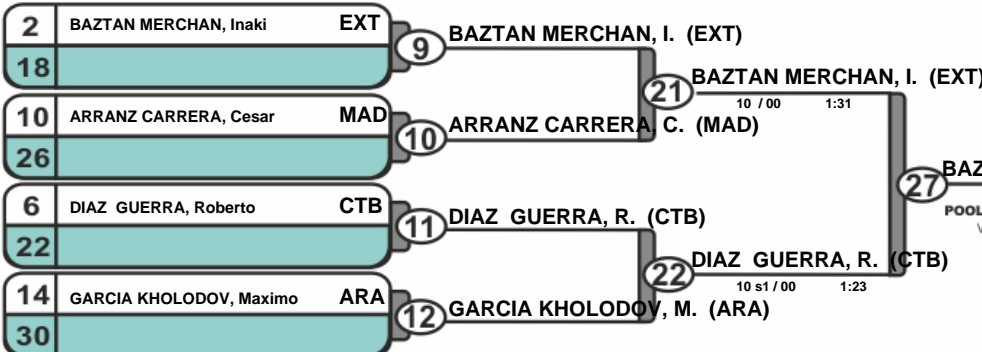 2 BAZTAN MERCHAN, Inaki EXT
18
9 BAZTAN MERCHAN, I. (EXT)
21 BAZTAN MERCHAN, I. (EXT)
10 / 00 1:31
10 ARRANZ CARRERA, Cesar MAD
26
10 ARRANZ CARRERA, C. (MAD)
27 BAZ
POOL
6 DIAZ GUERRA, Roberto CTB
22
11 DIAZ GUERRA, R. (CTB)
22 DIAZ GUERRA, R. (CTB)
10 s1 / 00 1:23
14 GARCIA KHOLODOV, Maximo ARA
30
12 GARCIA KHOLODOV, M. (ARA)